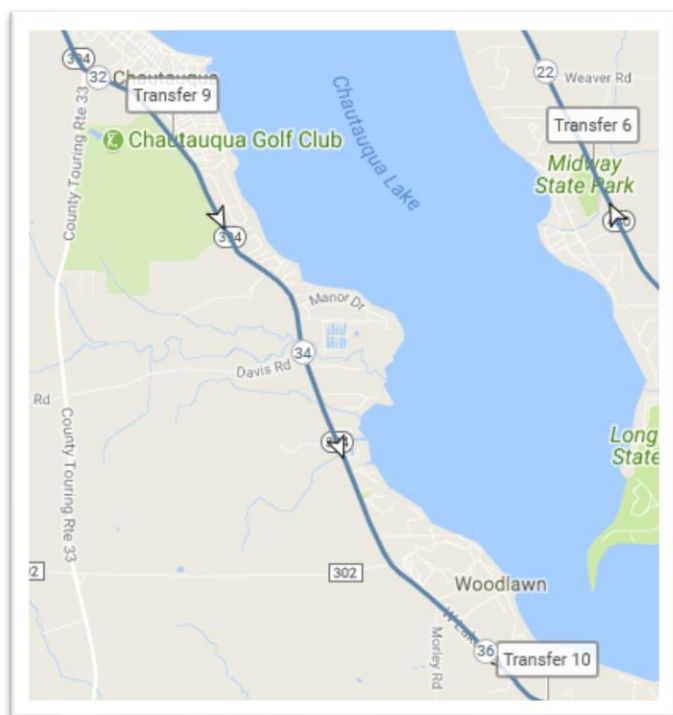 394
32
Chautauqua
Transfer 9
Chautauqua Golf Club
County Touring Rte 33
Chautauqua Lake
22
Weaver Rd
Transfer 6
Midway
State Park
Manor Dr
34
Davis Rd
Rd
County Touring Rte 33
Long
State
302
Woodlawn
W Lake
Morley Rd
36
Transfer 10